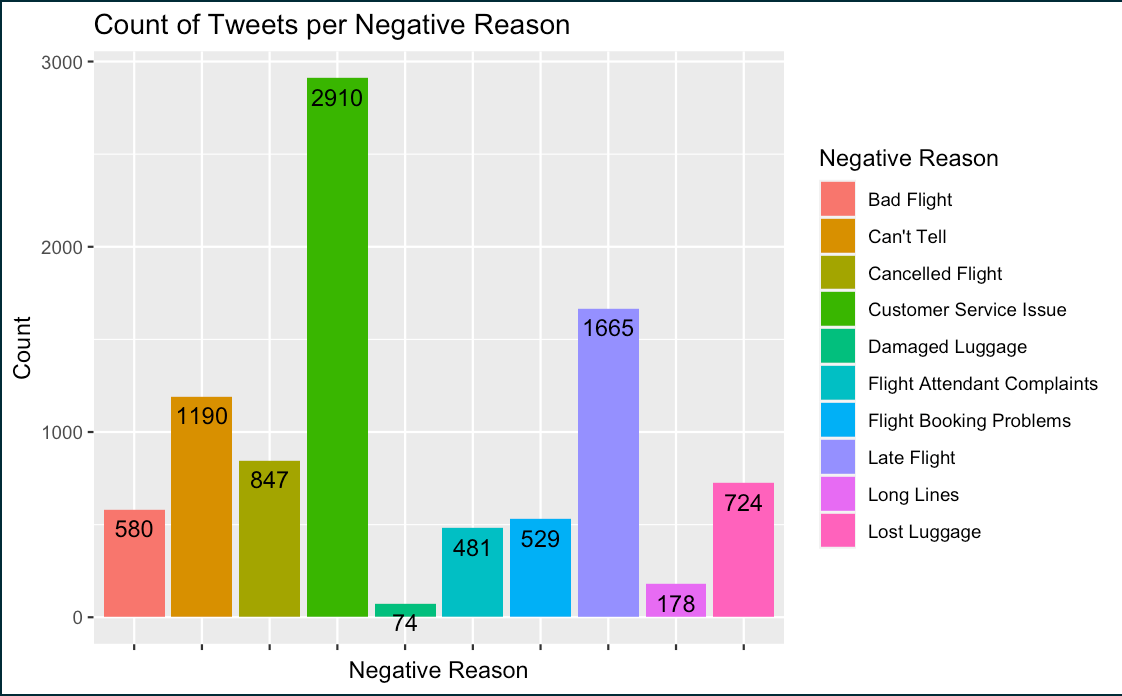 Count of Tweets per Negative Reason
3000
2000
1000
0
Count
2910
1665
1190
847
724
580
529
481
178
74
Negative Reason
Negative Reason
Bad Flight
Can't Tell
Cancelled Flight
Customer Service Issue
Damaged Luggage
Flight Attendant Complaints
Flight Booking Problems
Late Flight
Long Lines
Lost Luggage